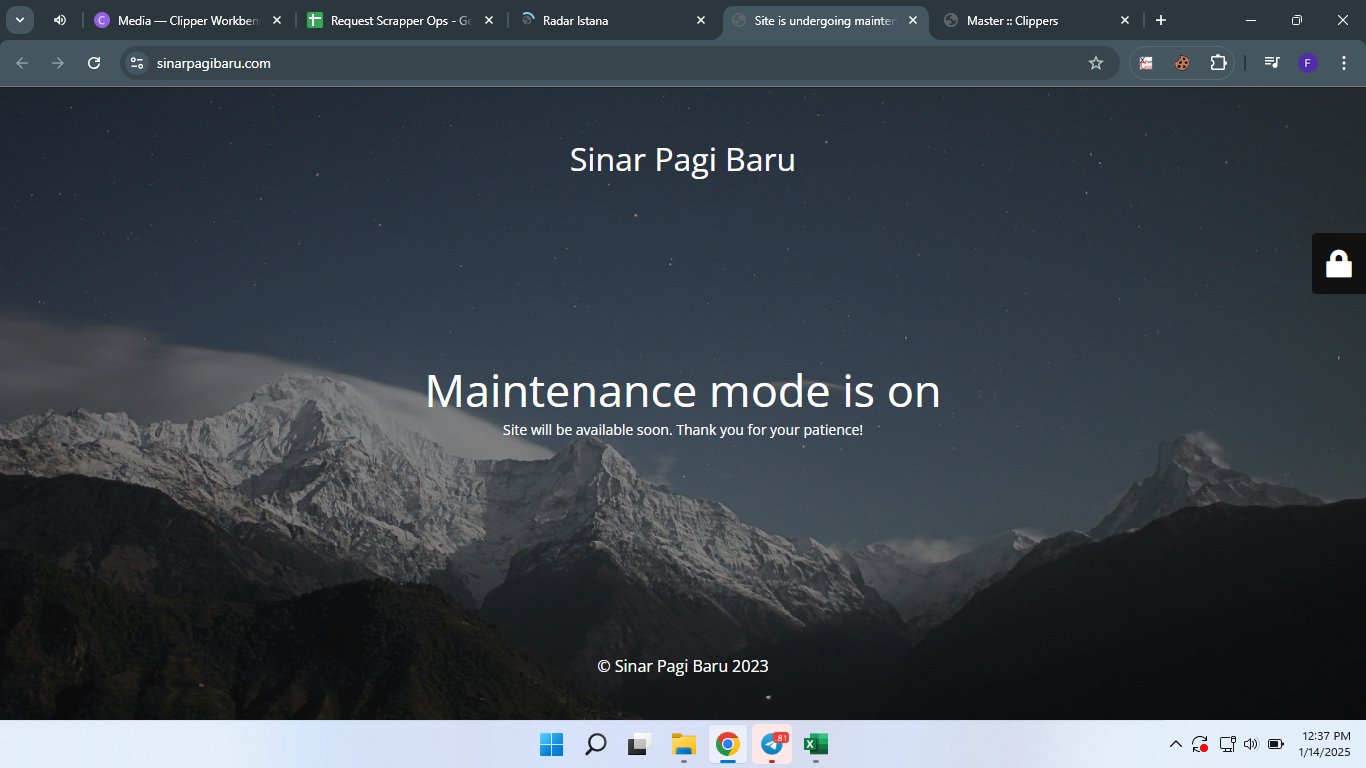 Media — Clipper Workben
Request Scrapper Ops - Go
Radar Istana
Site is undergoing mainten
Master :: Clippers
sinarpagibaru.com
F
Sinar Pagi Baru
Maintenance mode is on
Site will be available soon. Thank you for your patience!
© Sinar Pagi Baru 2023
81
12:37 PM
1/14/2025